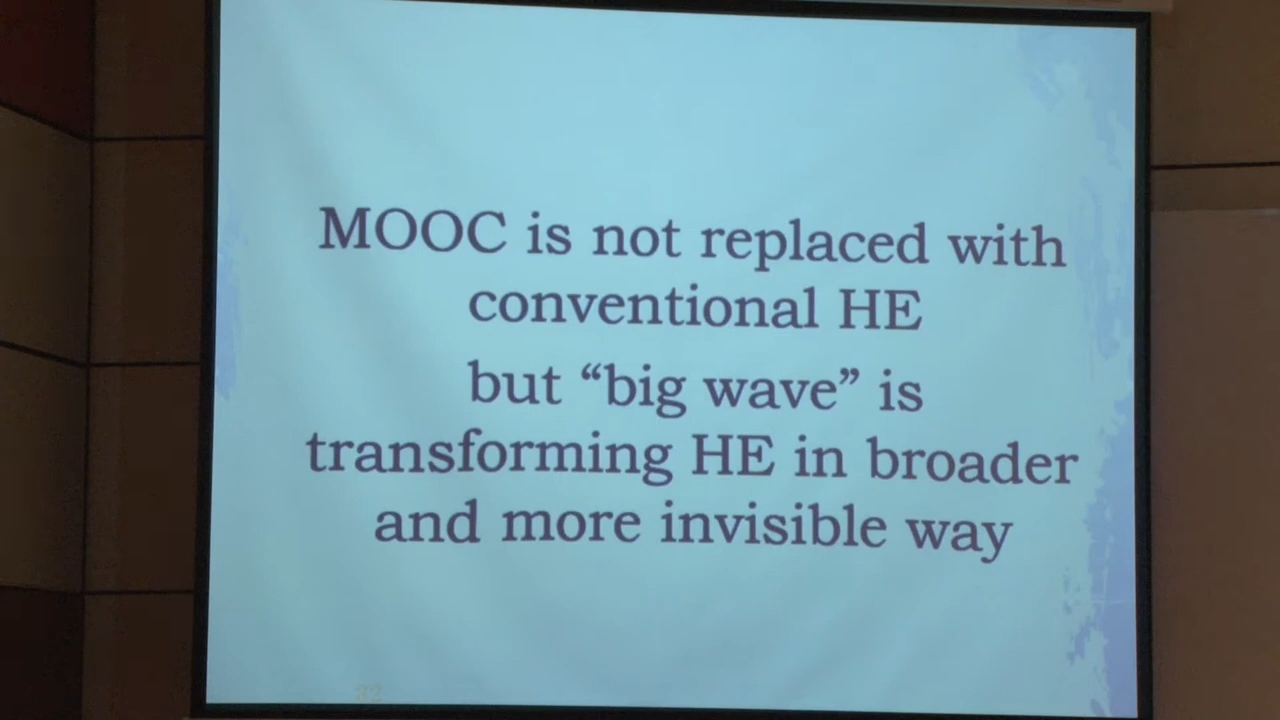 MOOC is not replaced with
conventional HE
but “big wave” is
transforming HE in broader
and more invisible way
32